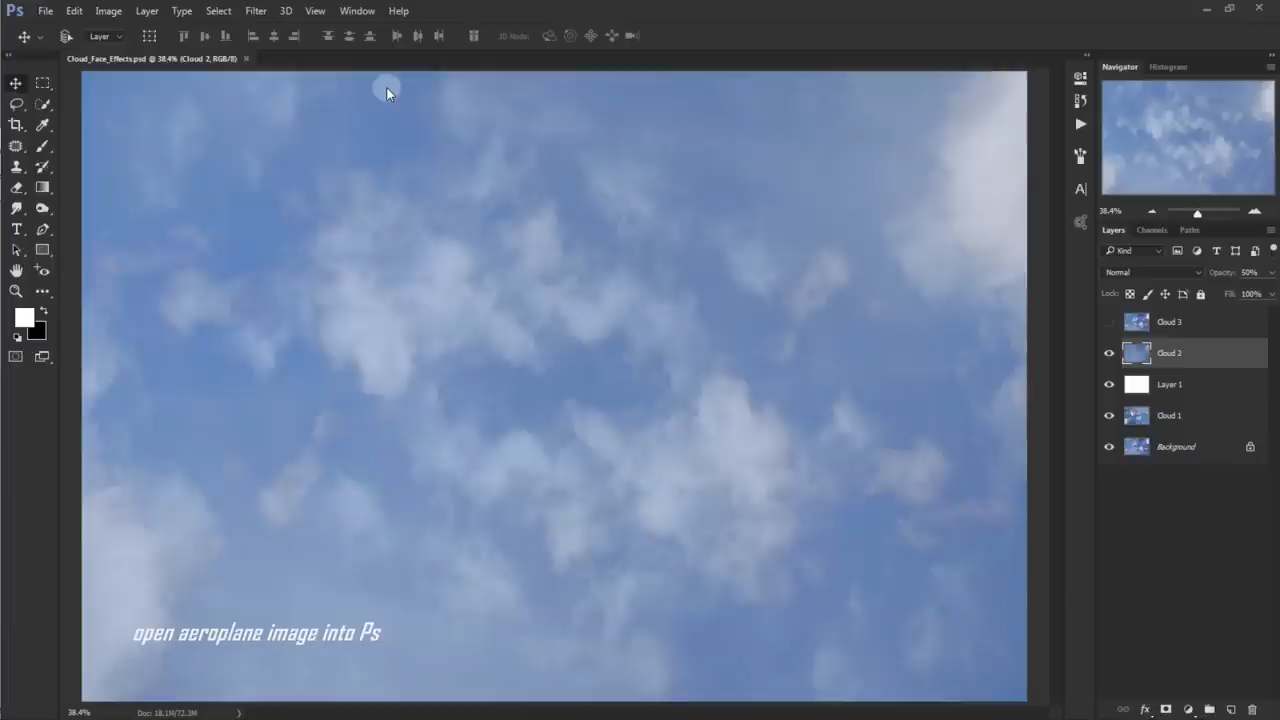 Ps File Edit Image Layer Type Select Filter 3D View Window Help
Layer 3D Mode:
Cloud_Face_Effects.psd @ 38.4% (Cloud 2, RGB/8)
Navigator Histogram
38.4%
Layers Channels Paths
Kind
Normal Opacity: 50%
Lock: Fill: 100%
Cloud 3
Cloud 2
Layer 1
Cloud 1
Background
open aeroplane image into Ps
38.4% Doc: 18.1M/72.3M